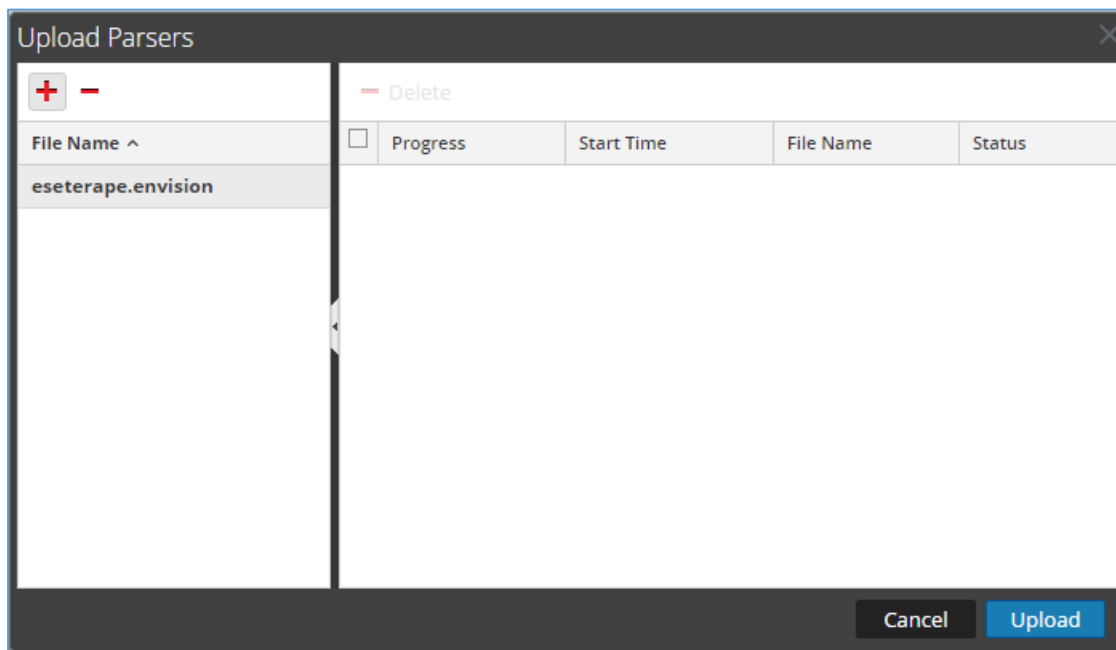 Upload Parsers
Delete
File Name
Progress Start Time File Name Status
eseterape.envision
Cancel Upload